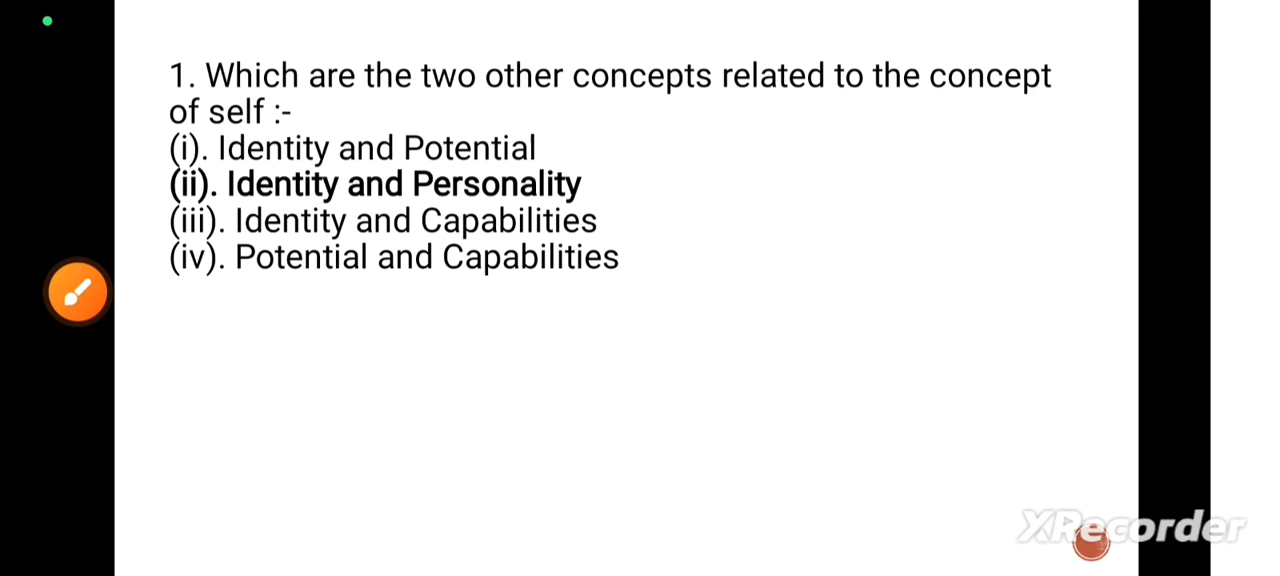 1. Which are the two other concepts related to the concept
of self :-
(i). Identity and Potential
(ii). Identity and Personality
(iii). Identity and Capabilities
(iv). Potential and Capabilities
XRecorder